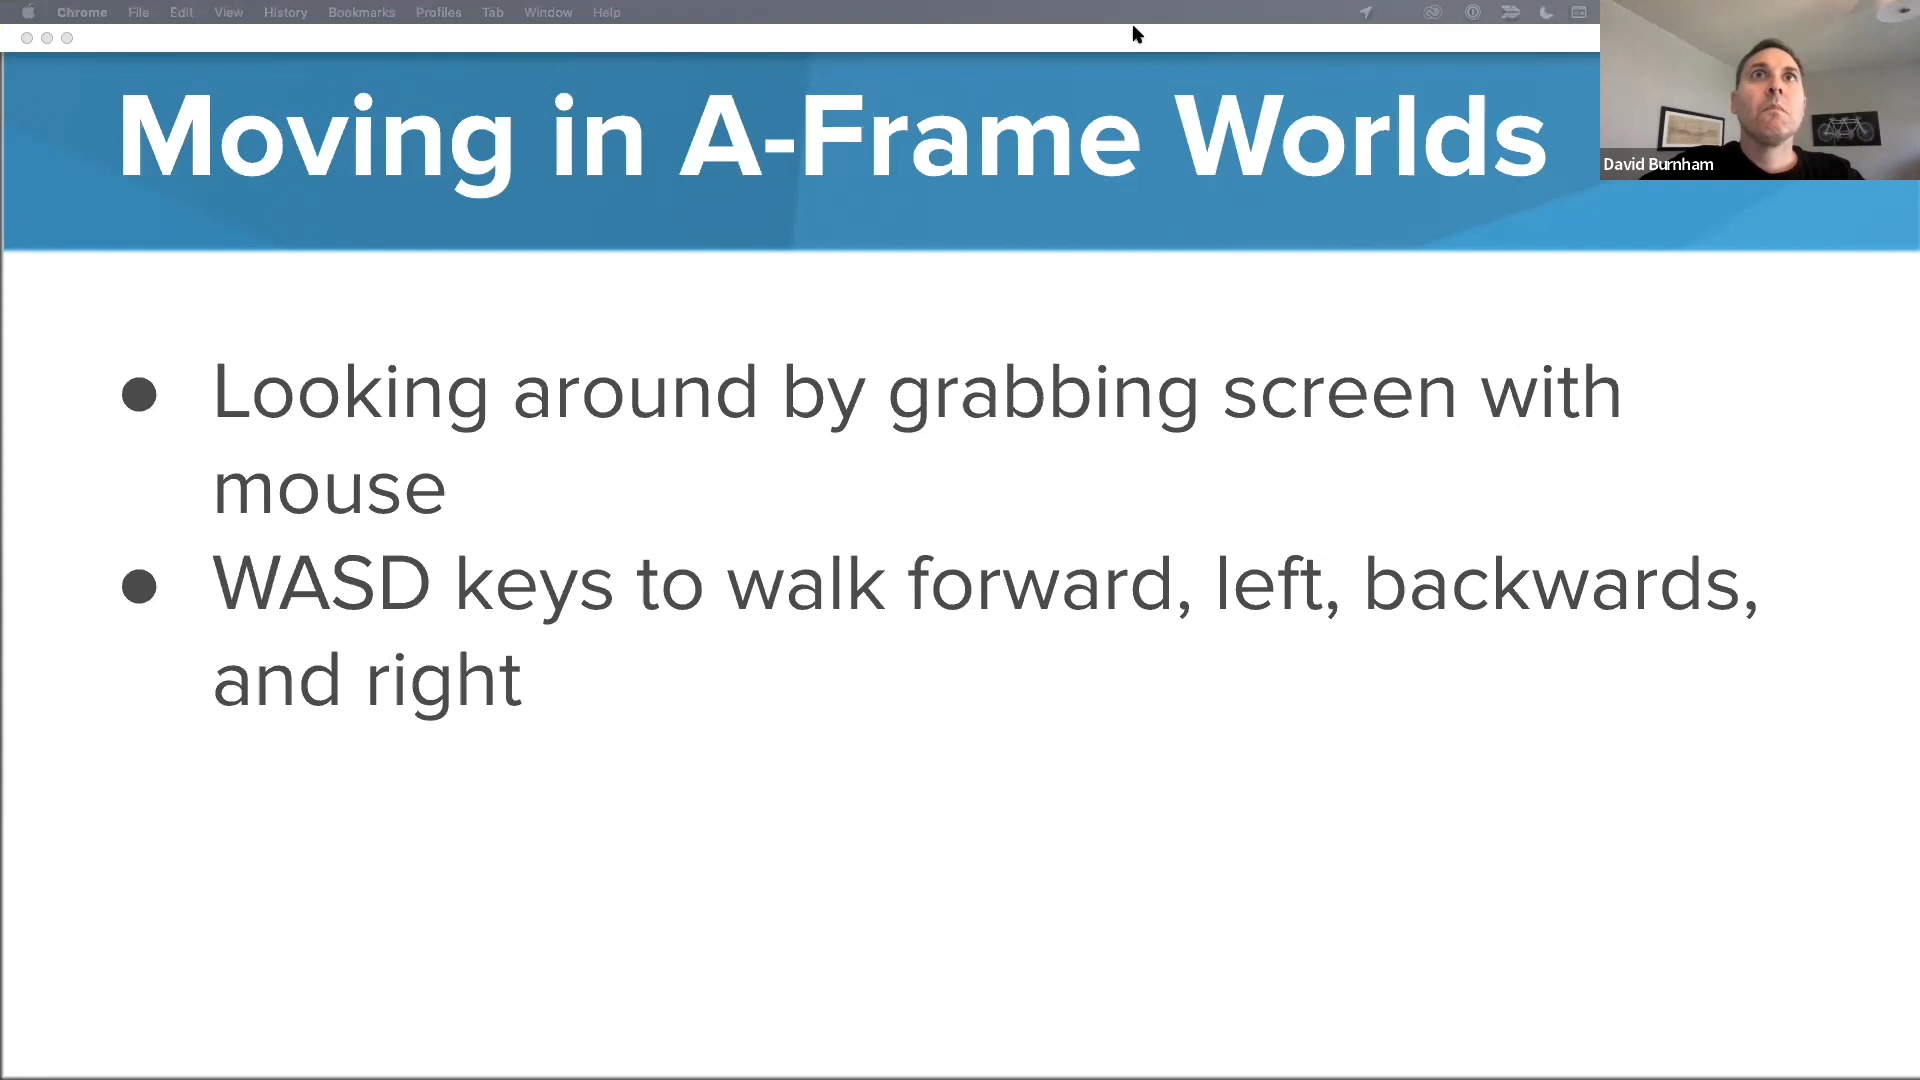 Chrome File Edit View History Bookmarks Profiles Tab Window Help
Moving in A-Frame Worlds
David Burnham
● Looking around by grabbing screen with
mouse
● WASD keys to walk forward, left, backwards,
and right